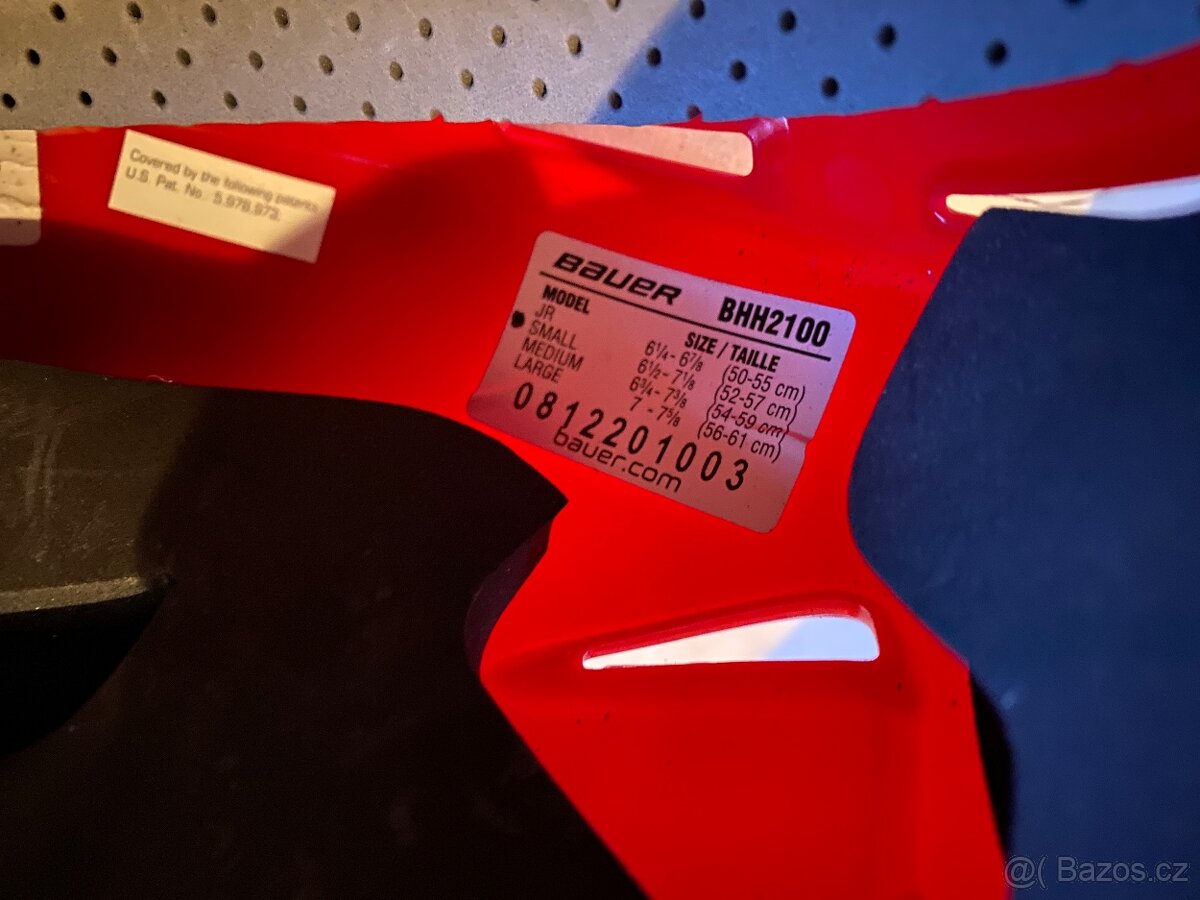 Covered by the following patents
U.S. Pat. No. 5,978,973
BAUER BHH2100
MODEL SIZE / TAILLE
JR 6¼- 6⅞ (50-55 cm)
SMALL 6½- 7⅛ (52-57 cm)
MEDIUM 6¾- 7⅜ (54-59 cm)
LARGE 7 - 7⅝ (56-61 cm)
0812201003
bauer.com
@( Bazos.cz